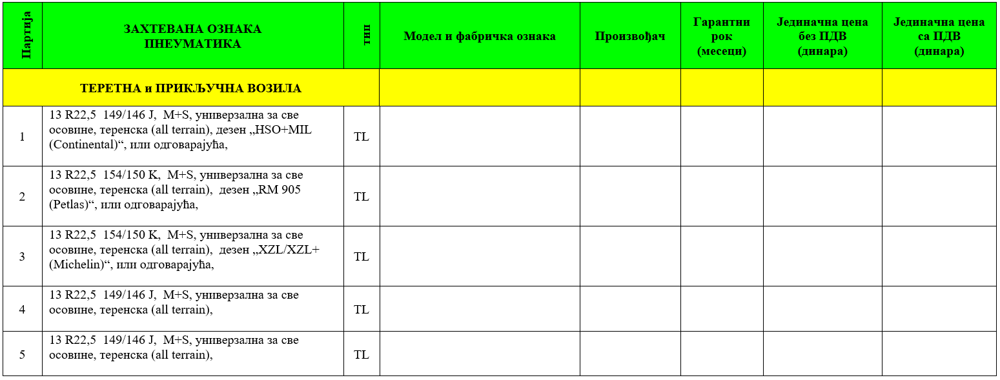 Партија
ЗАХТЕВАНА ОЗНАКА
ПНЕУМАТИКА
тип
Модел и фабричка ознака
Произвођач
Гарантни
рок
(месеци)
Јединачна цена
без ПДВ
(динара)
Јединачна цена
са ПДВ
(динара)
ТЕРЕТНА и ПРИКЉУЧНА ВОЗИЛА
1
13 R22,5  149/146 J,  M+S, универзална за све
осовине, теренска (all terrain), дезен „HSO+MIL
(Continental)“, или одговарајућа,
TL
2
13 R22,5  154/150 K,  M+S, универзална за све
осовине, теренска (all terrain),  дезен „RM 905
(Petlas)“, или одговарајућа,
TL
3
13 R22,5  154/150 K,  M+S, универзална за све
осовине, теренска (all terrain),  дезен „XZL/XZL+
(Michelin)“, или одговарајућа,
TL
4
13 R22,5  149/146 J,  M+S, универзална за све
осовине, теренска (all terrain),
TL
5
13 R22,5  149/146 J,  M+S, универзална за све
осовине, теренска (all terrain),
TL